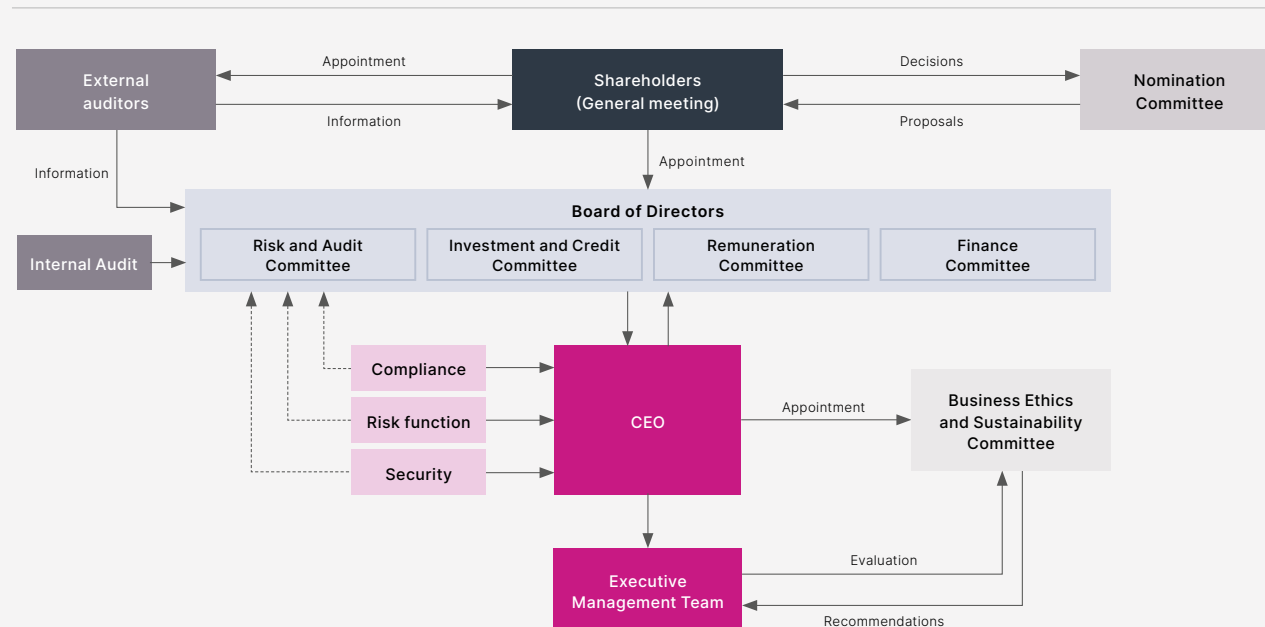 Appointment
Decisions
External
auditors
Shareholders
(General meeting)
Nomination
Committee
Information
Proposals
Information
Appointment
Board of Directors
Risk and Audit
Committee
Investment and Credit
Committee
Remuneration
Committee
Finance
Committee
Internal Audit
Compliance
Risk function
Security
CEO
Appointment
Business Ethics
and Sustainability
Committee
Evaluation
Executive
Management Team
Recommendations